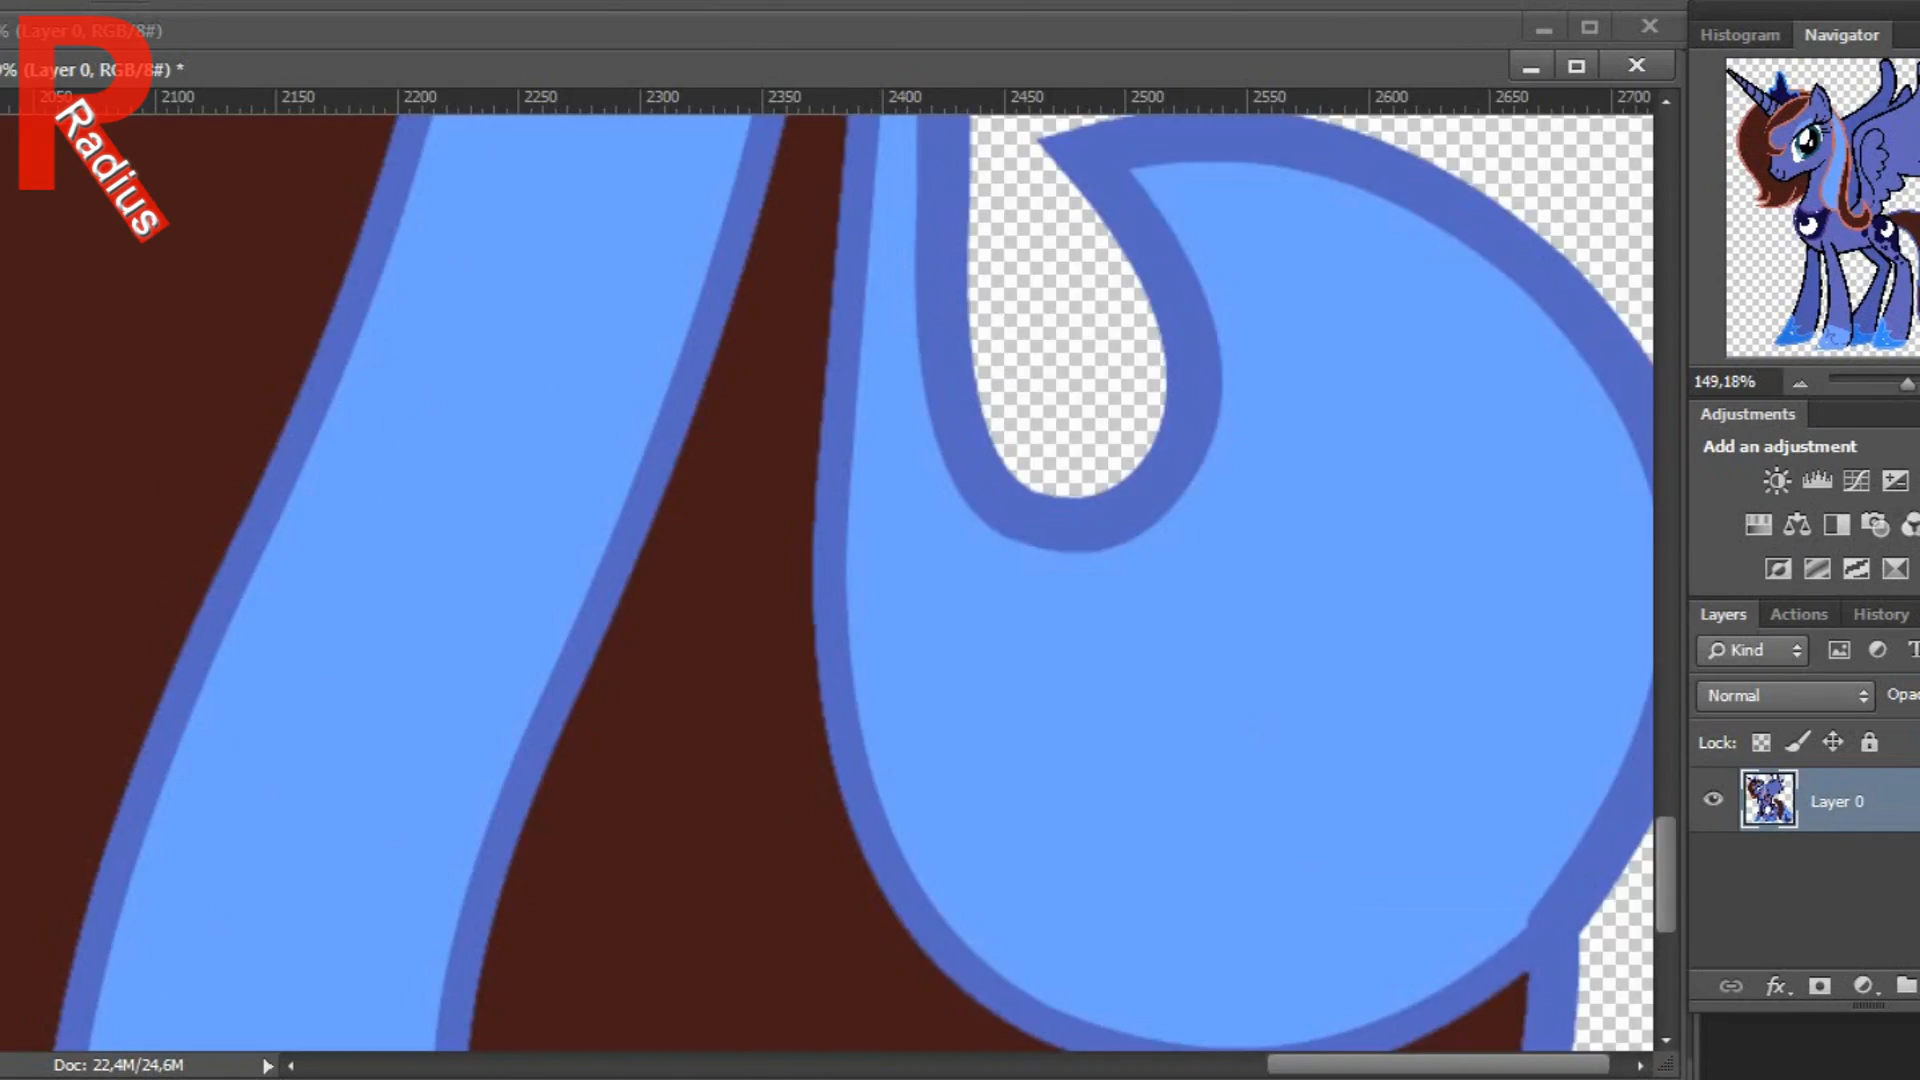 % (Layer 0, RGB/8#)
% (Layer 0, RGB/8#) *
R
Radius
2050 2100 2150 2200 2250 2300 2350 2400 2450 2500 2550 2600 2650 2700
Histogram Navigator
149,18%
Adjustments
Add an adjustment
Layers Actions History
Kind T
Normal Opac
Lock:
Layer 0
fx
Doc: 22,4M/24,6M